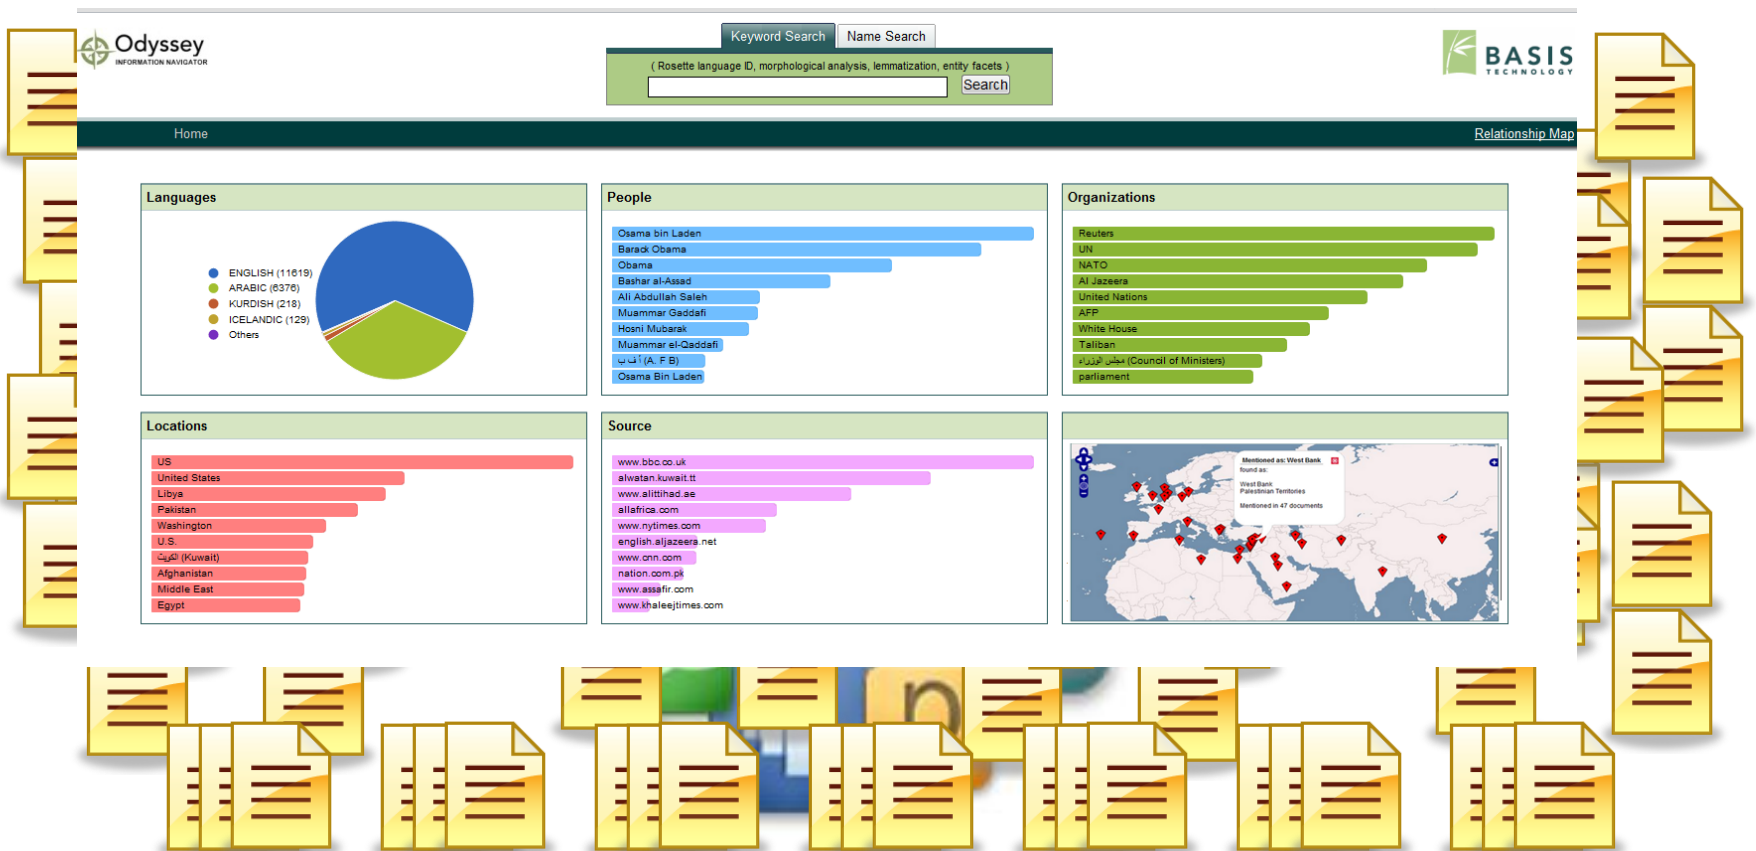 Odyssey
INFORMATION NAVIGATOR
Keyword Search
Name Search
( Rosette language ID, morphological analysis, lemmatization, entity facets )
Search
BASIS
TECHNOLOGY
Home
Relationship Map
Languages
ENGLISH (11619)
ARABIC (6376)
KURDISH (218)
ICELANDIC (129)
Others
People
Osama bin Laden
Barack Obama
Obama
Bashar al-Assad
Ali Abdullah Saleh
Muammar Gaddafi
Hosni Mubarak
Muammar el-Qaddafi
أ ف ب (A. F B)
Osama Bin Laden
Organizations
Reuters
UN
NATO
Al Jazeera
United Nations
AFP
White House
Taliban
مجلس الوزراء (Council of Ministers)
parliament
Locations
US
United States
Libya
Pakistan
Washington
U.S.
الكويت (Kuwait)
Afghanistan
Middle East
Egypt
Source
www.bbc.co.uk
alwatan.kuwait.tt
www.alittihad.ae
allafrica.com
www.nytimes.com
english.aljazeera.net
www.cnn.com
nation.com.pk
www.assafir.com
www.khaleejtimes.com
Mentioned as: West Bank
found as:
West Bank
Palestinian Territories
Mentioned in 47 documents
n